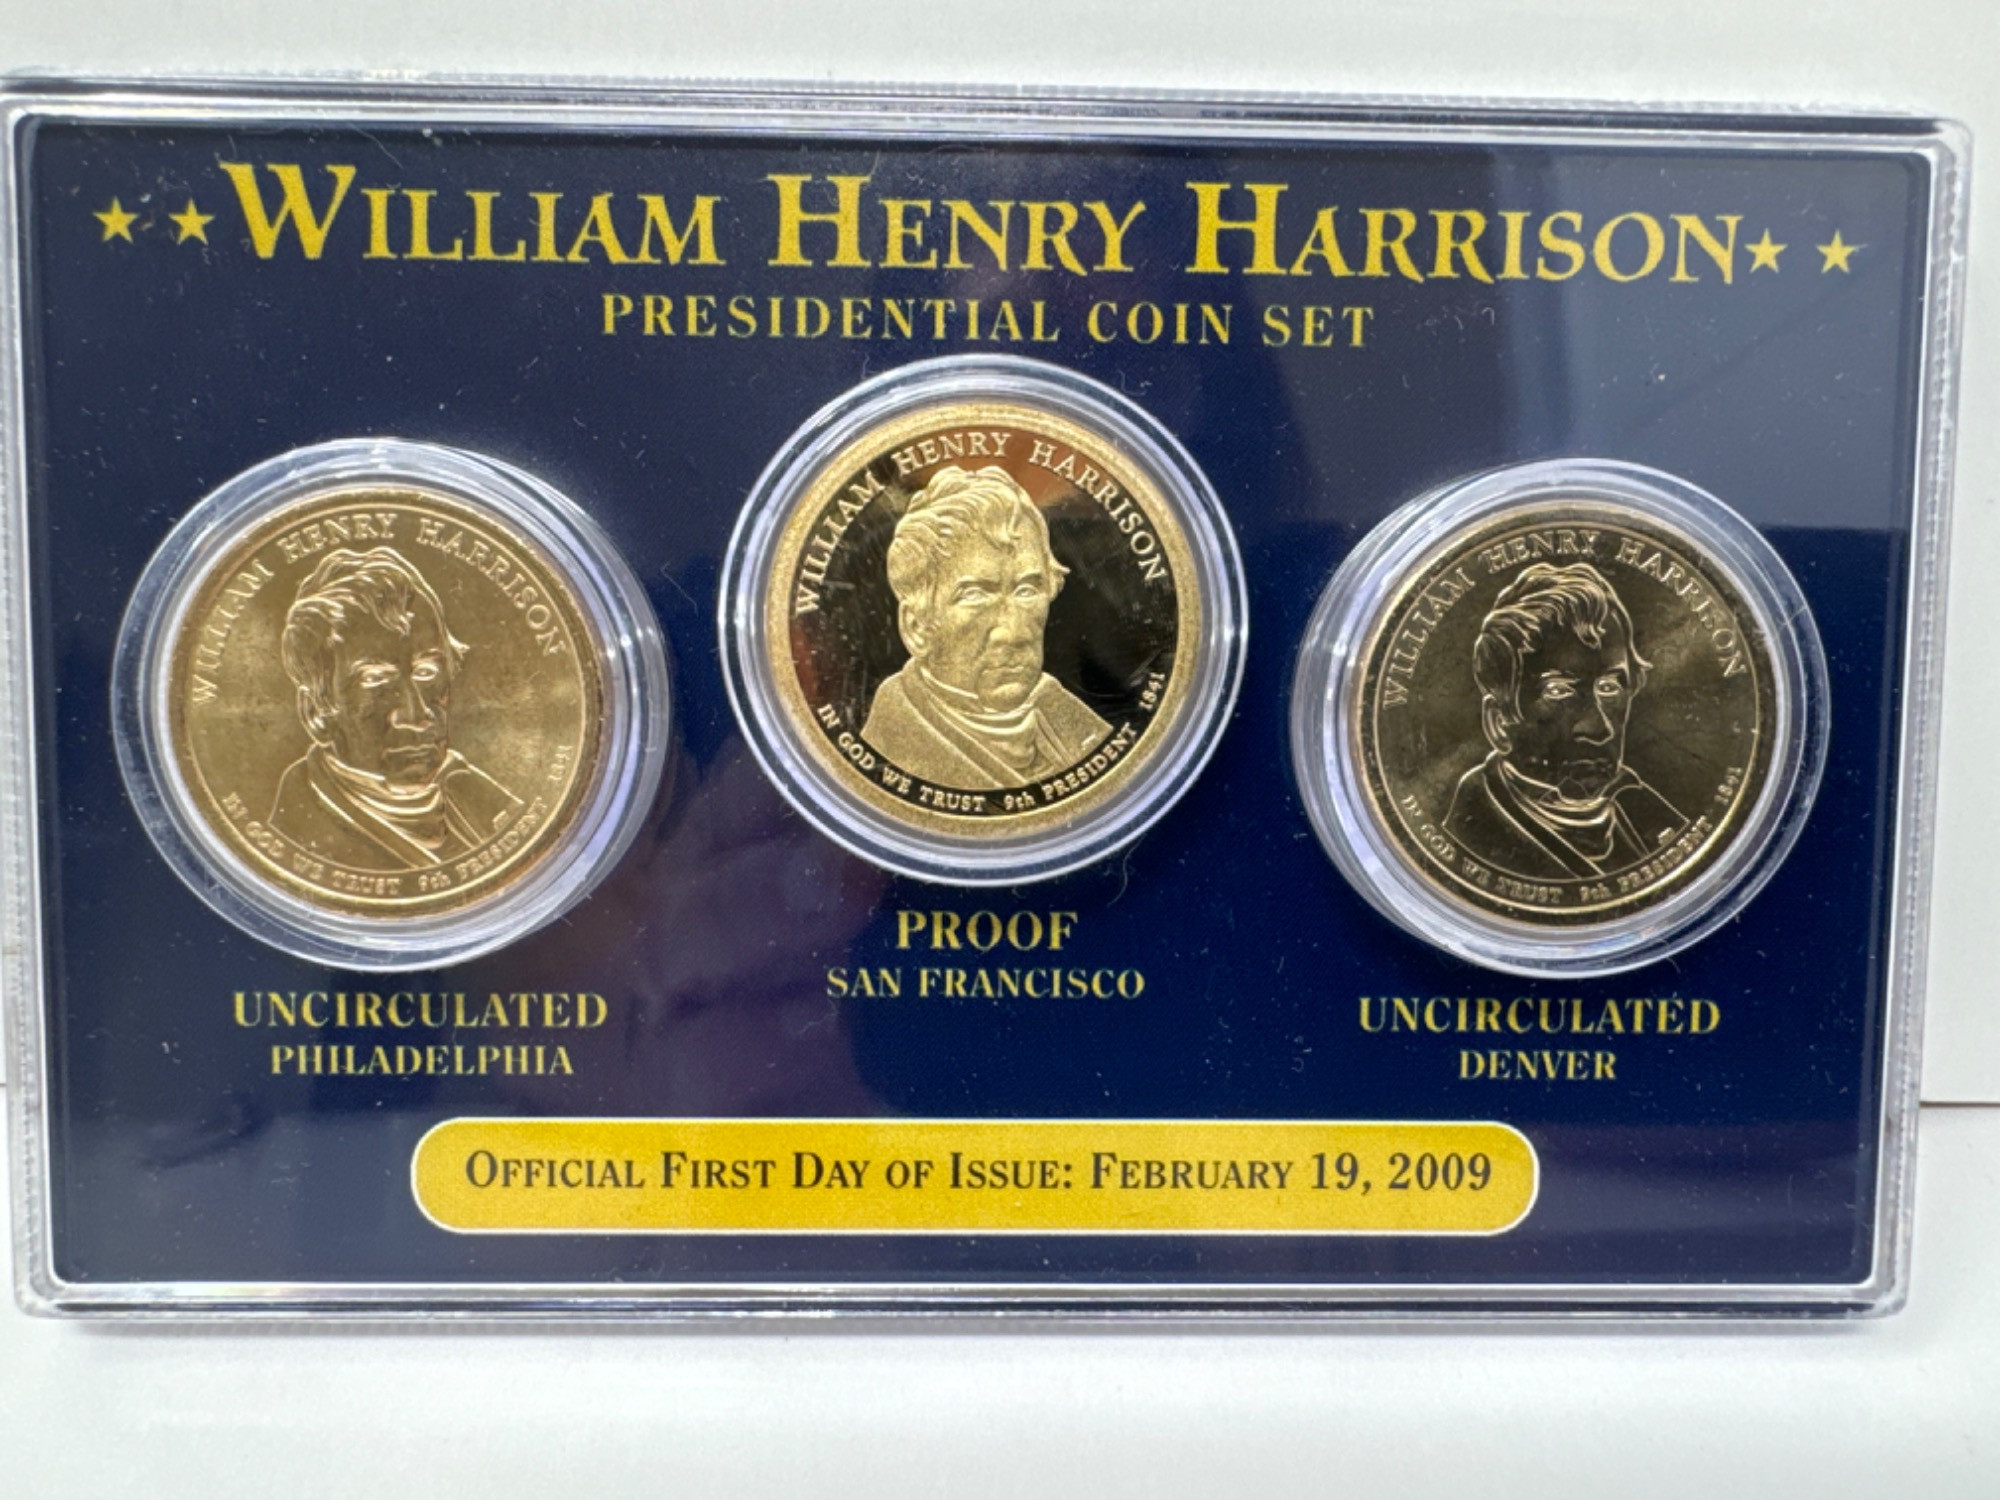 WILLIAM HENRY HARRISON
PRESIDENTIAL COIN SET
WILLIAM HENRY HARRISON
IN GOD WE TRUST 9th PRESIDENT 1841
UNCIRCULATED
PHILADELPHIA
WILLIAM HENRY HARRISON
IN GOD WE TRUST 9th PRESIDENT 1841
PROOF
SAN FRANCISCO
WILLIAM HENRY HARRISON
IN GOD WE TRUST 9th PRESIDENT 1841
UNCIRCULATED
DENVER
OFFICIAL FIRST DAY OF ISSUE: FEBRUARY 19, 2009